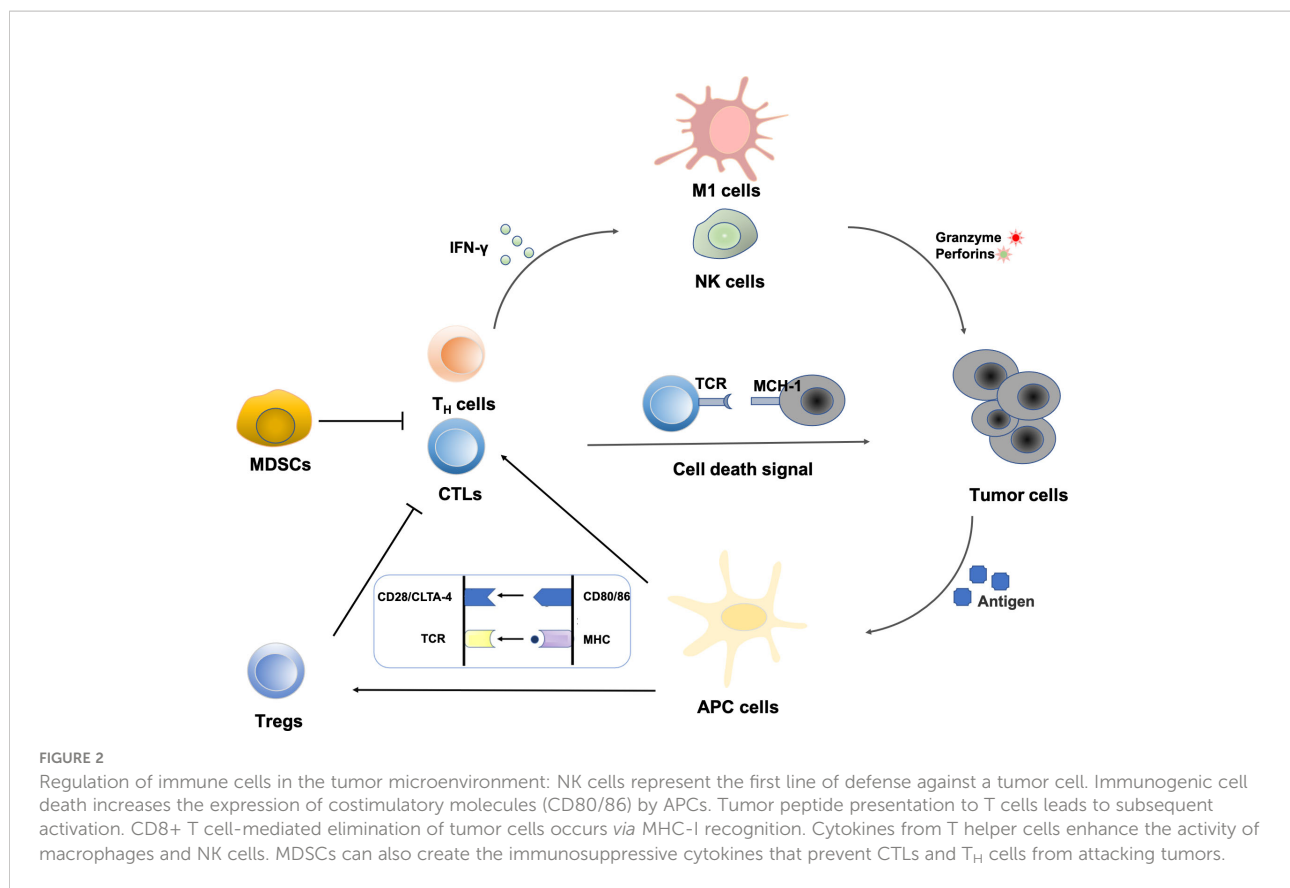 M1 cells
IFN-γ
NK cells
Granzyme
Perforins
T_H cells
TCR
MCH-1
MDSCs
CTLs
Cell death signal
Tumor cells
CD28/CLTA-4
CD80/86
TCR
MHC
Antigen
Tregs
APC cells
FIGURE 2
Regulation of immune cells in the tumor microenvironment: NK cells represent the first line of defense against a tumor cell. Immunogenic cell
death increases the expression of costimulatory molecules (CD80/86) by APCs. Tumor peptide presentation to T cells leads to subsequent
activation. CD8+ T cell-mediated elimination of tumor cells occurs via MHC-I recognition. Cytokines from T helper cells enhance the activity of
macrophages and NK cells. MDSCs can also create the immunosuppressive cytokines that prevent CTLs and T_H cells from attacking tumors.